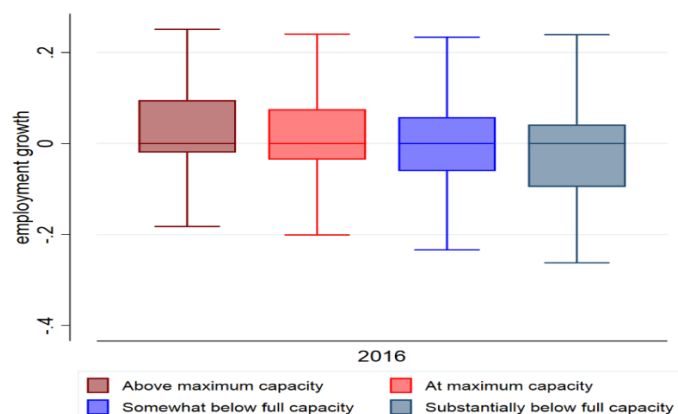 employment growth
.2
0
-.2
-.4
2016
Above maximum capacity
At maximum capacity
Somewhat below full capacity
Substantially below full capacity